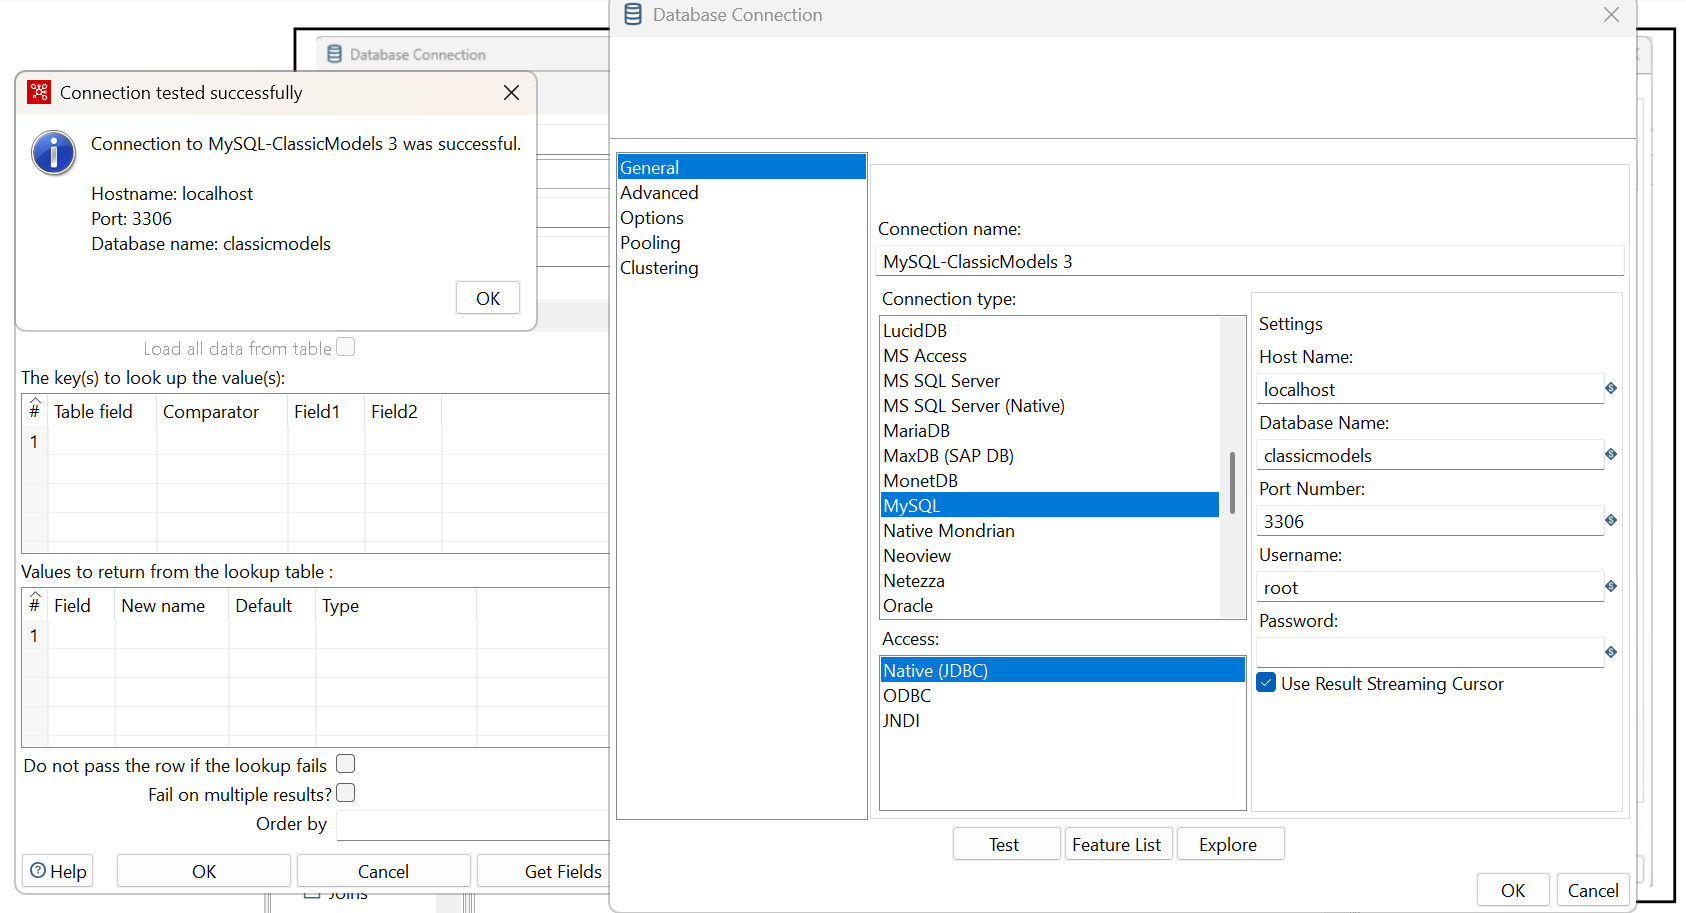 Database Connection
Database Connection
Connection tested successfully
Connection to MySQL-ClassicModels 3 was successful.
Hostname: localhost
Port: 3306
Database name: classicmodels
OK
Load all data from table
The key(s) to look up the value(s):
# Table field Comparator Field1 Field2
1
Values to return from the lookup table :
# Field New name Default Type
1
Do not pass the row if the lookup fails
Fail on multiple results?
Order by
Help OK Cancel Get Fields
Joins
General
Advanced
Options
Pooling
Clustering
Connection name:
MySQL-ClassicModels 3
Connection type:
LucidDB
MS Access
MS SQL Server
MS SQL Server (Native)
MariaDB
MaxDB (SAP DB)
MonetDB
MySQL
Native Mondrian
Neoview
Netezza
Oracle
Access:
Native (JDBC)
ODBC
JNDI
Settings
Host Name:
localhost
Database Name:
classicmodels
Port Number:
3306
Username:
root
Password:
Use Result Streaming Cursor
Test Feature List Explore
OK Cancel